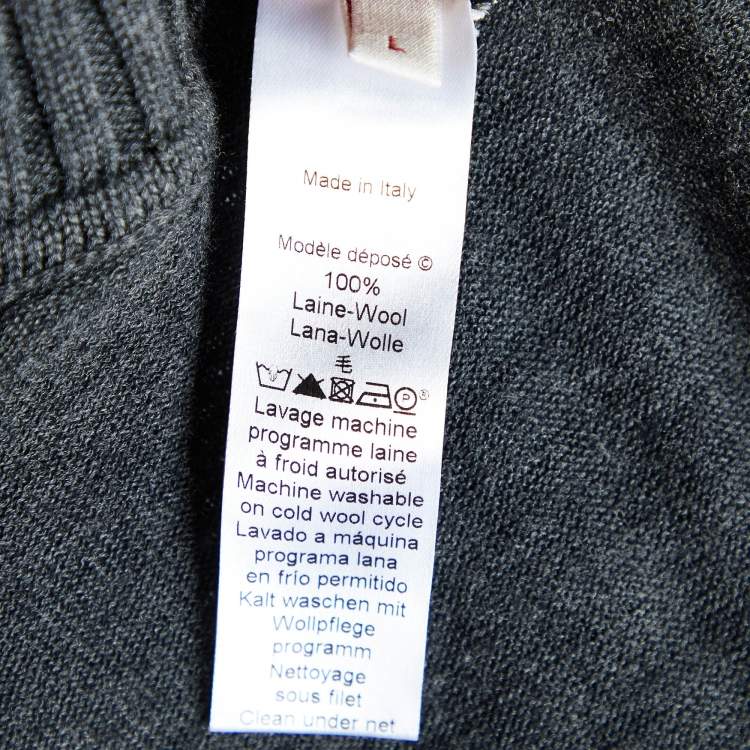 L
Made in Italy
Modèle déposé ©
100%
Laine-Wool
Lana-Wolle
毛
®
Lavage machine
programme laine
à froid autorisé
Machine washable
on cold wool cycle
Lavado a máquina
programa lana
en frío permitido
Kalt waschen mit
Wollpflege
programm
Nettoyage
sous filet
Clean under net